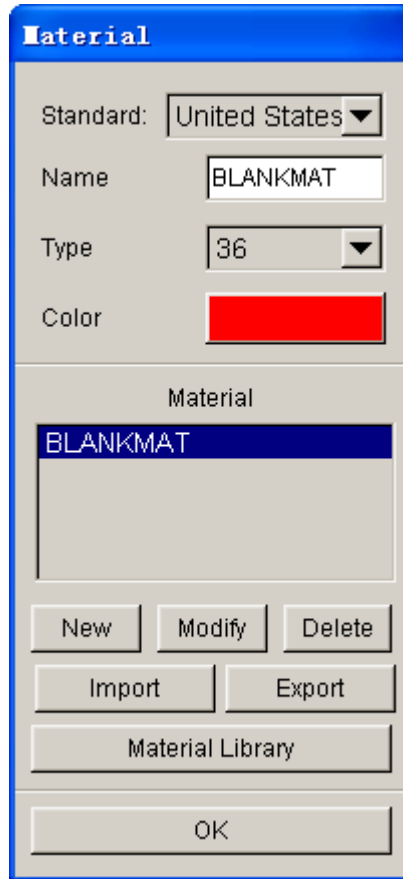 Material
Standard: United States
Name BLANKMAT
Type 36
Color
Material
BLANKMAT
New Modify Delete
Import Export
Material Library
OK